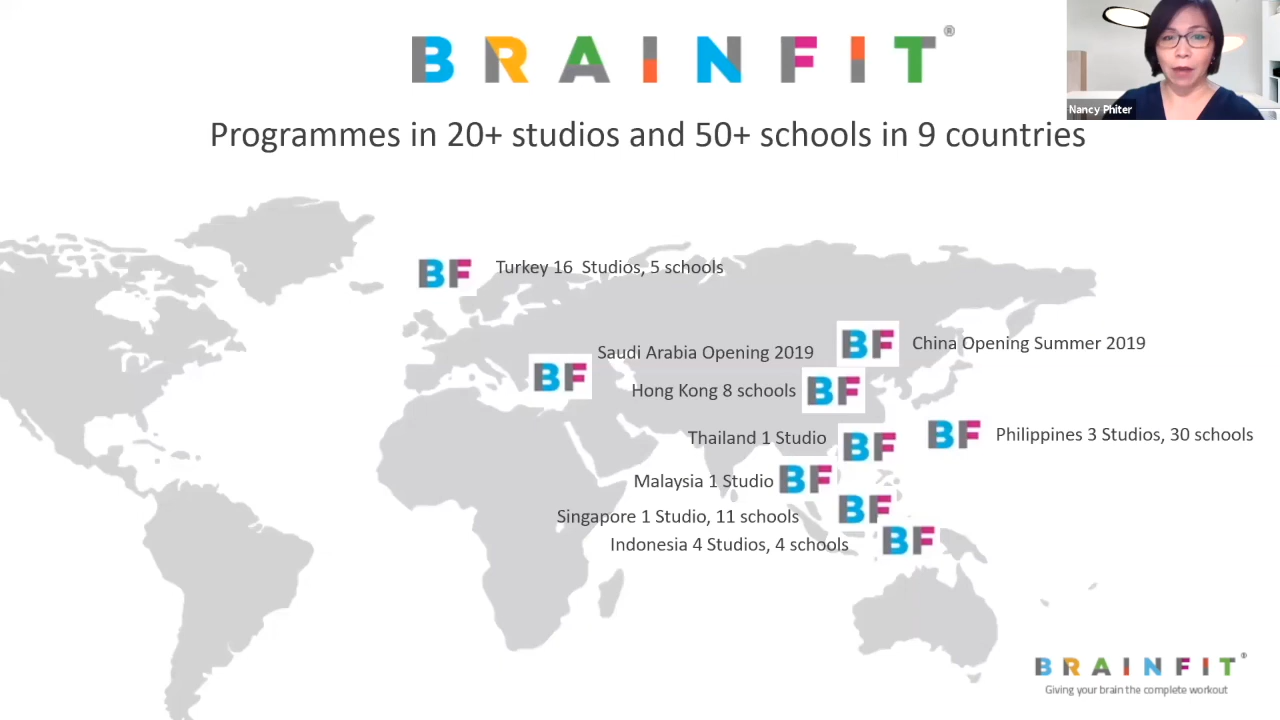 BRAINFIT®
Nancy Phiter
Programmes in 20+ studios and 50+ schools in 9 countries
BF Turkey 16 Studios, 5 schools
BF China Opening Summer 2019
Saudi Arabia Opening 2019
BF
Hong Kong 8 schools BF
Thailand 1 Studio BF
BF Philippines 3 Studios, 30 schools
Malaysia 1 Studio BF
Singapore 1 Studio, 11 schools BF
Indonesia 4 Studios, 4 schools BF
BRAINFIT®
Giving your brain the complete workout